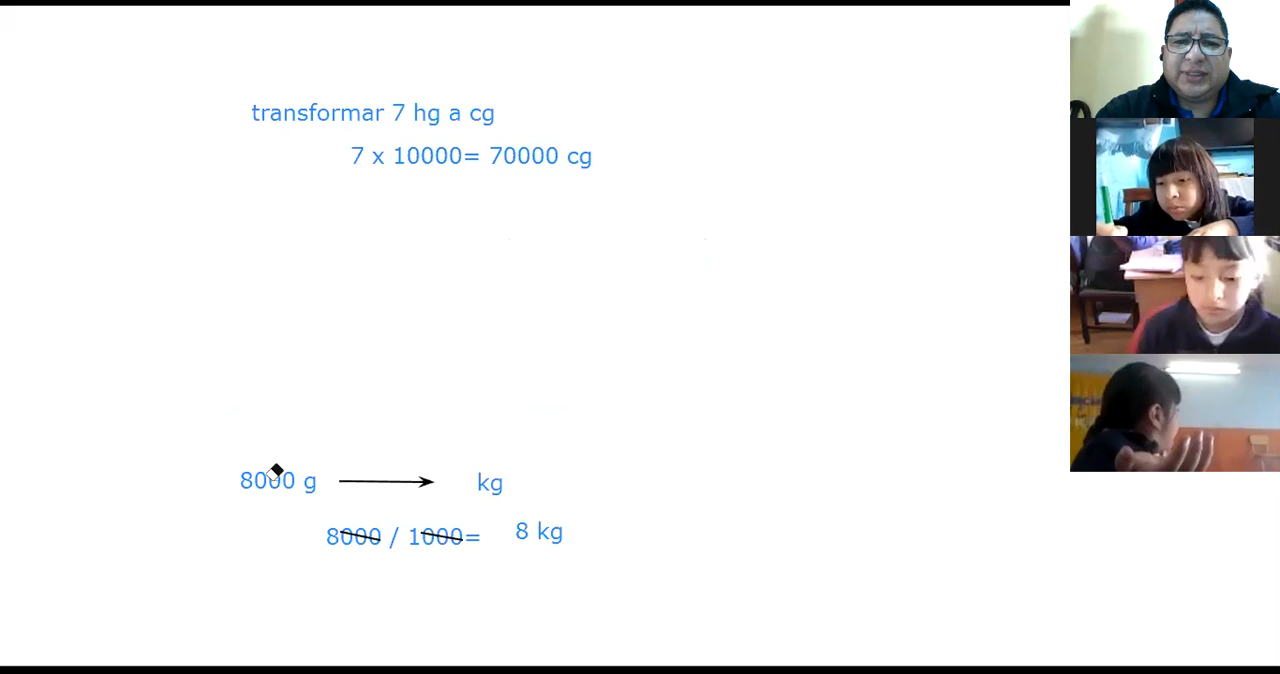 transformar 7 hg a cg
7 x 10000= 70000 cg
8000 g kg
8000 / 1000= 8 kg